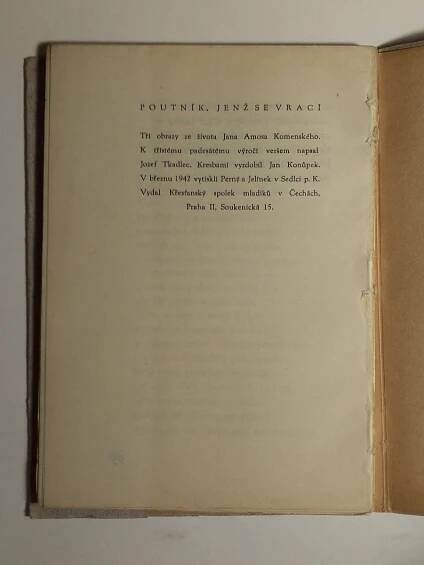 POUTNÍK, JENŽ SE VRACÍ
Tři obrazy ze života Jana Amosa Komenského.
K třístému padesátému výročí veršem napsal
Josef Tkadlec. Kresbami vyzdobil Jan Konůpek.
V březnu 1942 vytiskli Perný a Jelínek v Sedlci p. K.
Vydal Křesťanský spolek mladíků v Čechách,
Praha II, Soukenická 15.